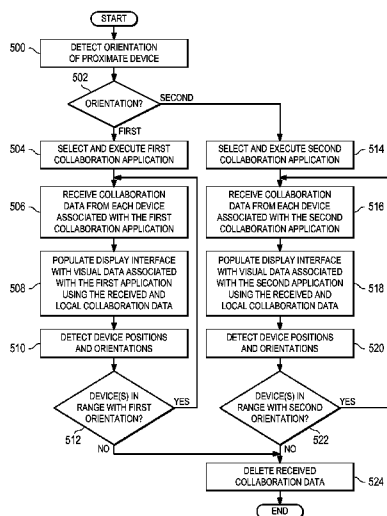 START
500
DETECT ORIENTATION
OF PROXIMATE DEVICE
502
ORIENTATION?
SECOND
FIRST
504
SELECT AND EXECUTE FIRST
COLLABORATION APPLICATION
SELECT AND EXECUTE SECOND
COLLABORATION APPLICATION
514
506
RECEIVE COLLABORATION
DATA FROM EACH DEVICE
ASSOCIATED WITH THE FIRST
COLLABORATION APPLICATION
RECEIVE COLLABORATION
DATA FROM EACH DEVICE
ASSOCIATED WITH THE SECOND
COLLABORATION APPLICATION
516
508
POPULATE DISPLAY INTERFACE
WITH VISUAL DATA ASSOCIATED
WITH THE FIRST APPLICATION
USING THE RECEIVED AND
LOCAL COLLABORATION DATA
POPULATE DISPLAY INTERFACE
WITH VISUAL DATA ASSOCIATED
WITH THE SECOND APPLICATION
USING THE RECEIVED AND
LOCAL COLLABORATION DATA
518
510
DETECT DEVICE POSITIONS
AND ORIENTATIONS
DETECT DEVICE POSITIONS
AND ORIENTATIONS
520
DEVICE(S) IN
RANGE WITH FIRST
ORIENTATION?
YES
512
NO
DEVICE(S) IN
RANGE WITH SECOND
ORIENTATION?
YES
522
NO
DELETE RECEIVED
COLLABORATION DATA
524
END